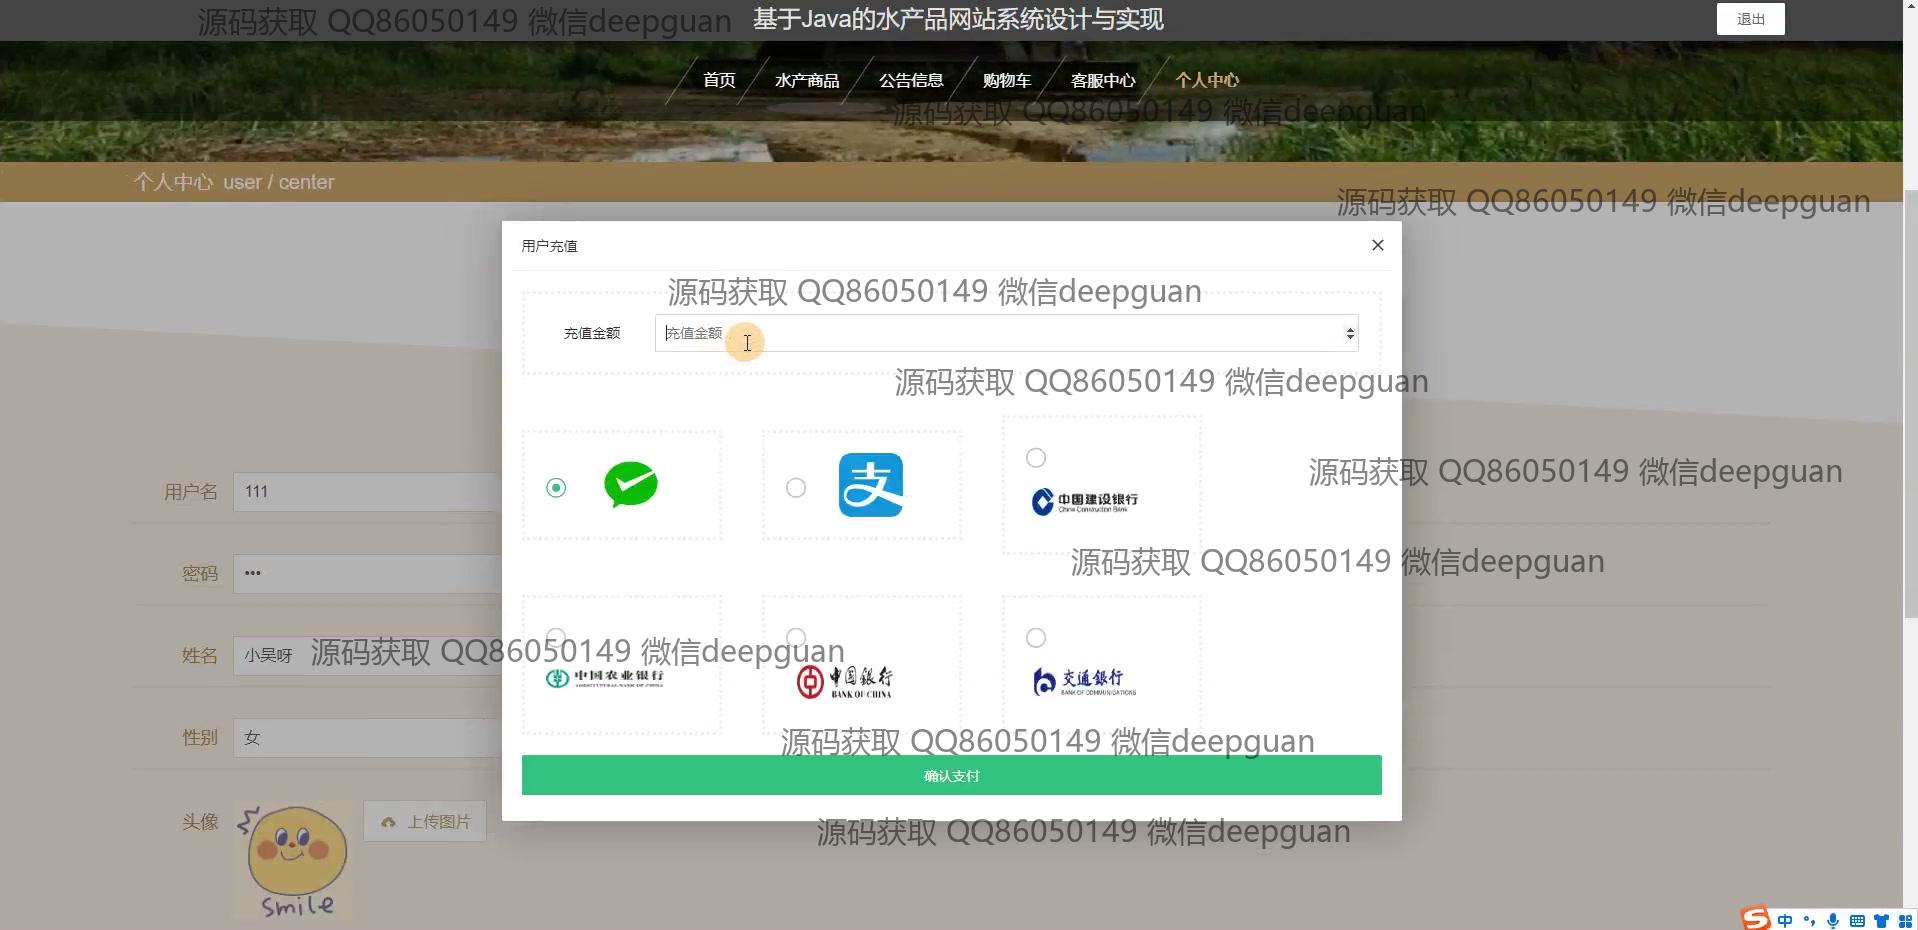 源码获取 QQ86050149 微信deepguan
基于Java的水产品网站系统设计与实现
退出
首页
水产商品
公告信息
购物车
客服中心
个人中心
源码获取 QQ86050149 微信deepguan
个人中心 user / center
源码获取 QQ86050149 微信deepguan
用户充值
源码获取 QQ86050149 微信deepguan
充值金额
充值金额
源码获取 QQ86050149 微信deepguan
源码获取 QQ86050149 微信deepguan
支
中国建设银行
China Construction Bank
用户名
111
源码获取 QQ86050149 微信deepguan
密码
•••
姓名
小吴呀
源码获取 QQ86050149 微信deepguan
中国农业银行
AGRICULTURAL BANK OF CHINA
中国银行
BANK OF CHINA
交通银行
BANK OF COMMUNICATIONS
性别
女
源码获取 QQ86050149 微信deepguan
确认支付
头像
上传图片
源码获取 QQ86050149 微信deepguan
smile
中